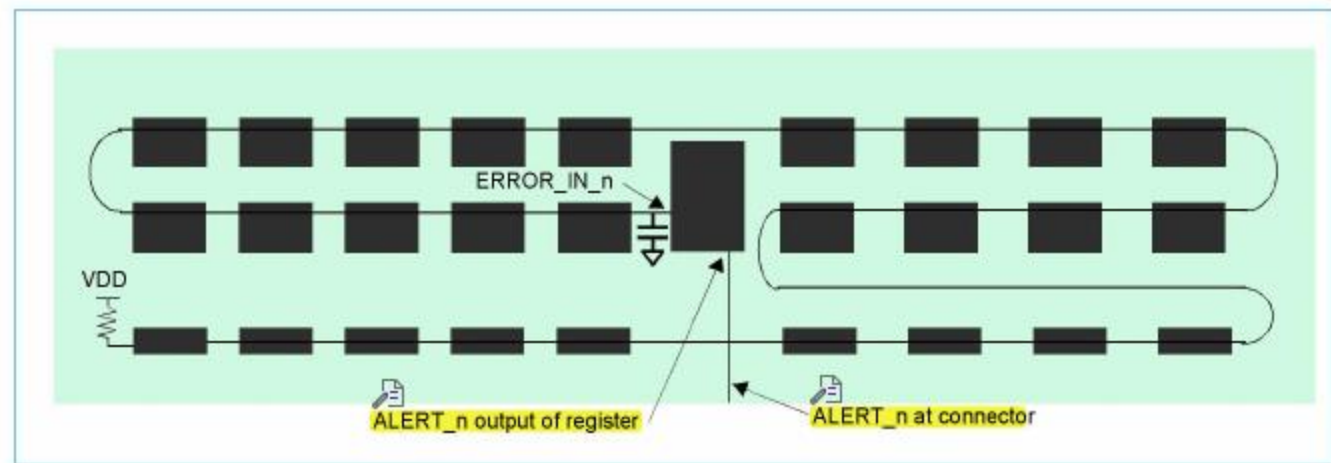 ERROR_IN_n
VDD
ALERT_n output of register
ALERT_n at connector